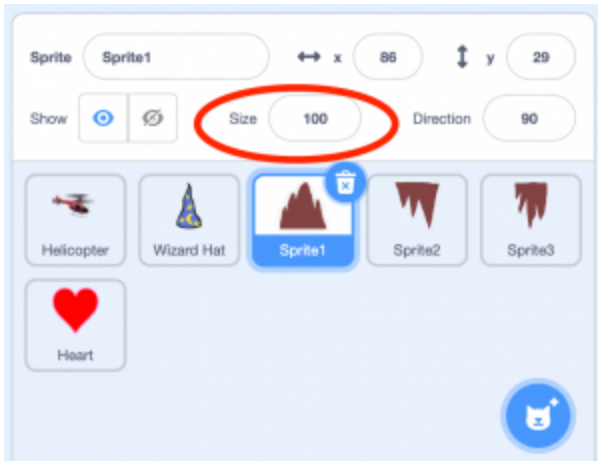 Sprite Sprite1 x 86 y 29
Show Size 100 Direction 90
Helicopter Wizard Hat Sprite1 Sprite2 Sprite3
Heart